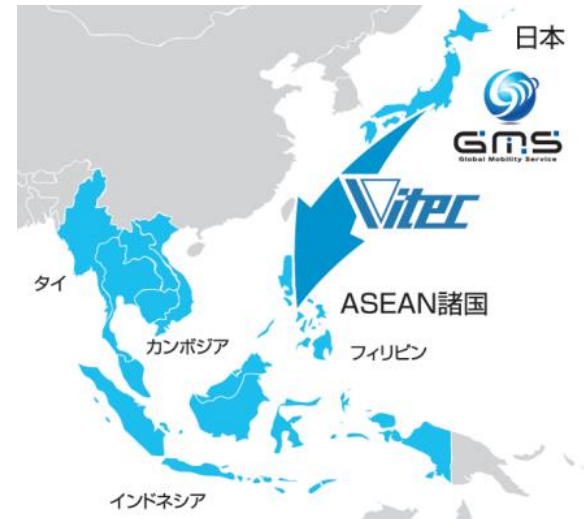 日本
GMS
Global Mobility Service
Vitec
ASEAN諸国
タイ
カンボジア
フィリピン
インドネシア